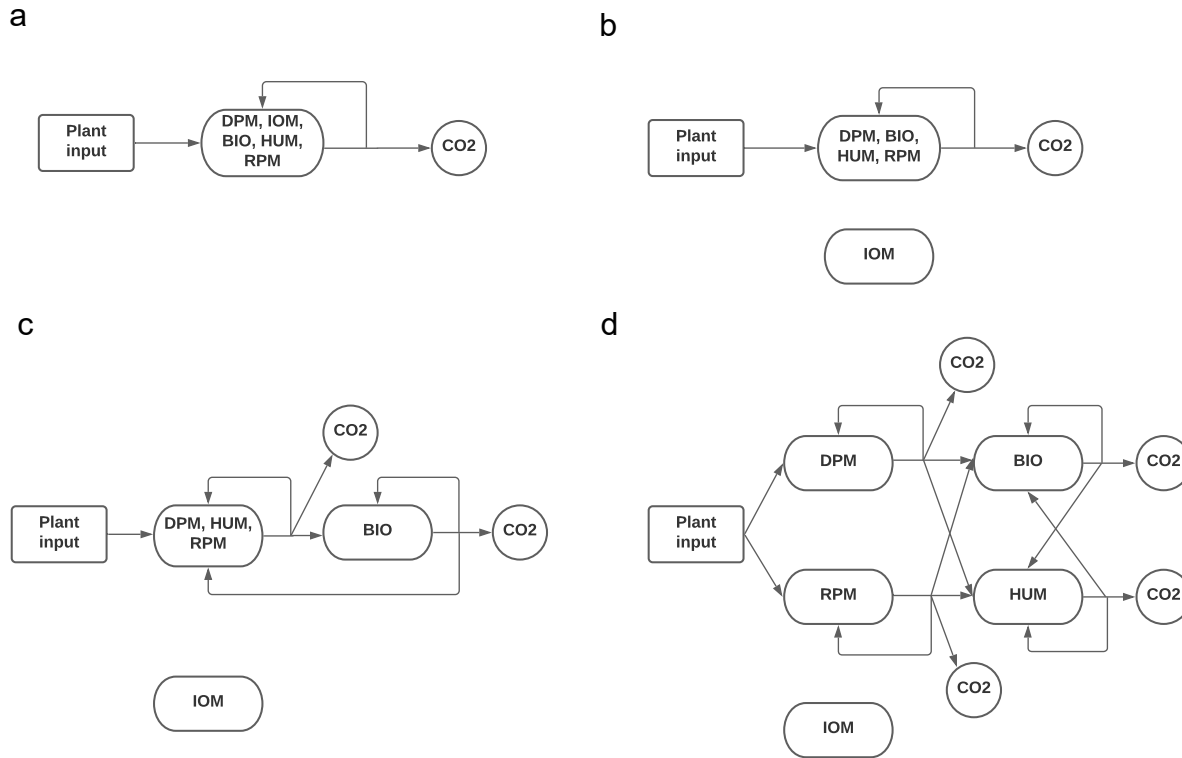 a
Plant
input
DPM, IOM,
BIO, HUM,
RPM
CO2
b
Plant
input
DPM, BIO,
HUM, RPM
CO2
IOM
c
CO2
Plant
input
DPM, HUM,
RPM
BIO
CO2
IOM
d
CO2
DPM
BIO
CO2
Plant
input
RPM
HUM
CO2
CO2
IOM